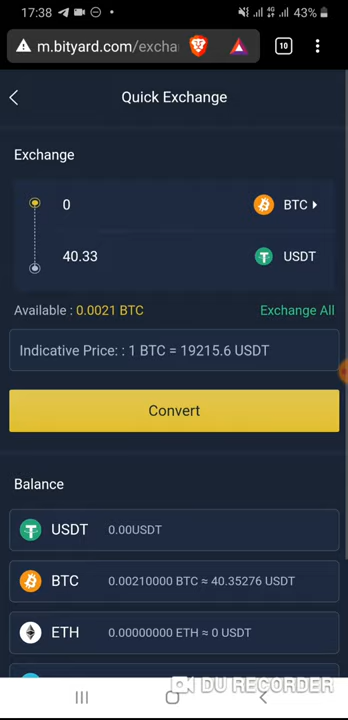 17:38
4G
43%
m.bityard.com/excha
10
Quick Exchange
Exchange
0 BTC
40.33 USDT
Available : 0.0021 BTC Exchange All
Indicative Price: : 1 BTC = 19215.6 USDT
Convert
Balance
USDT 0.00USDT
BTC 0.00210000 BTC ≈ 40.35276 USDT
ETH 0.00000000 ETH ≈ 0 USDT
DU RECORDER